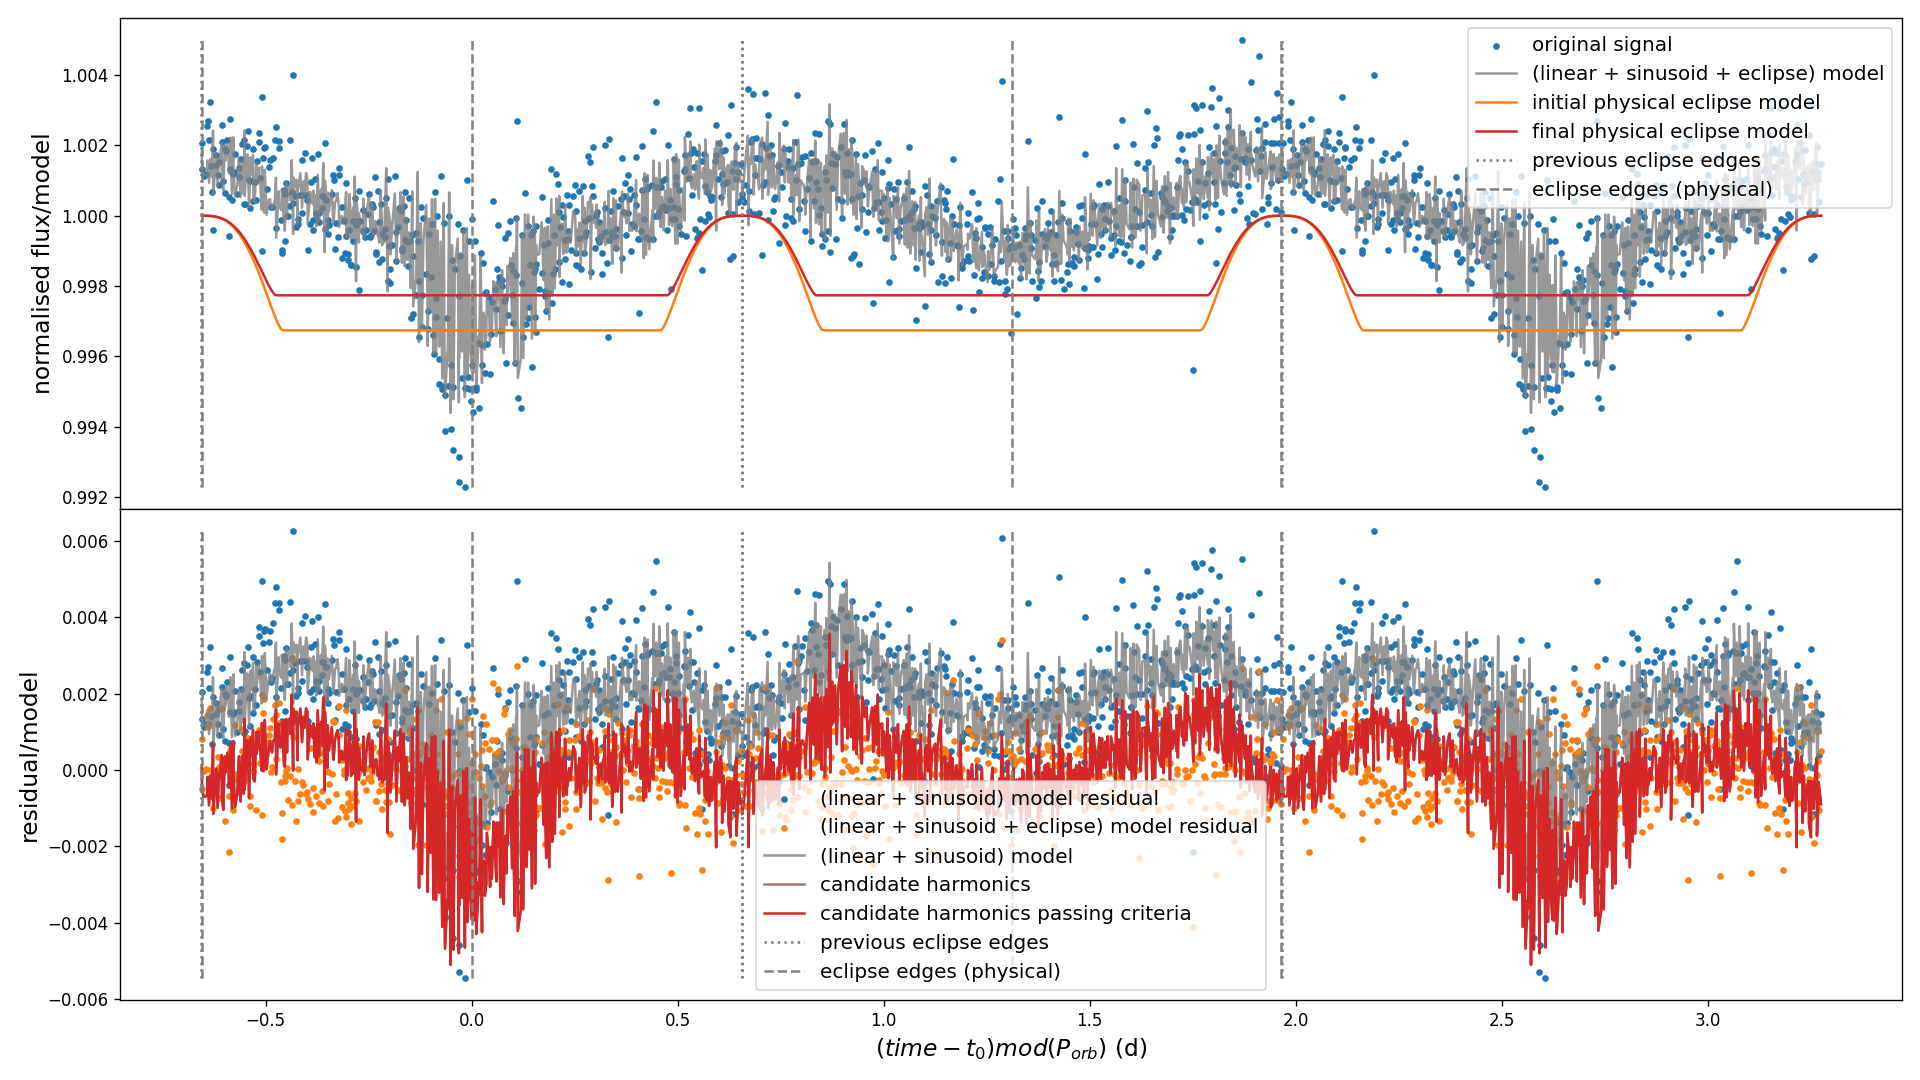 normalised flux/model
1.004
1.002
1.000
0.998
0.996
0.994
0.992
original signal
(linear + sinusoid + eclipse) model
initial physical eclipse model
final physical eclipse model
previous eclipse edges
eclipse edges (physical)
residual/model
0.006
0.004
0.002
0.000
−0.002
−0.004
−0.006
(linear + sinusoid) model residual
(linear + sinusoid + eclipse) model residual
(linear + sinusoid) model
candidate harmonics
candidate harmonics passing criteria
previous eclipse edges
eclipse edges (physical)
−0.5 0.0 0.5 1.0 1.5 2.0 2.5 3.0
(time − t₀)mod(P_orb) (d)